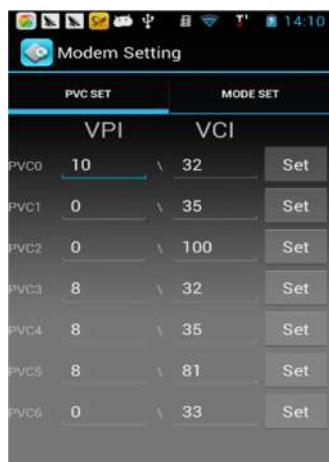 14:10
Modem Setting
PVC SET MODE SET
VPI VCI
PVC0 10 \ 32 Set
PVC1 0 \ 35 Set
PVC2 0 \ 100 Set
PVC3 8 \ 32 Set
PVC4 8 \ 35 Set
PVC5 8 \ 81 Set
PVC6 0 \ 33 Set